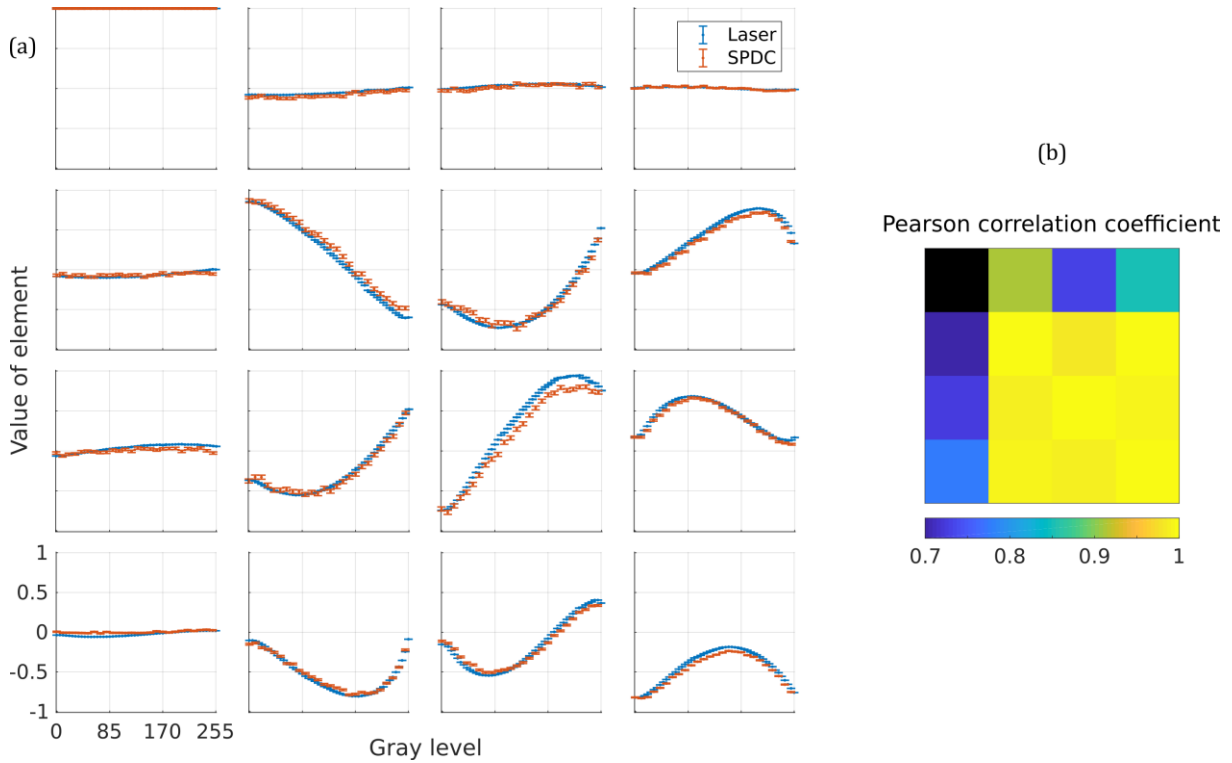 (a)
Laser
SPDC
(b)
Pearson correlation coefficient
0.7 0.8 0.9 1
Value of element
1
0.5
0
-0.5
-1
0 85 170 255
Gray level